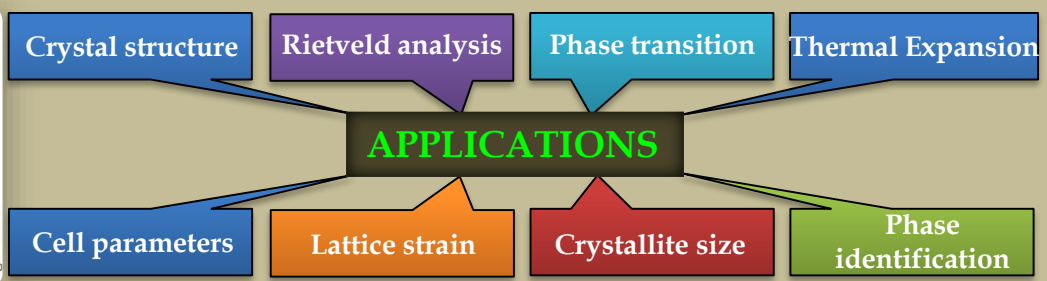 Crystal structure
Rietveld analysis
Phase transition
Thermal Expansion
APPLICATIONS
Cell parameters
Lattice strain
Crystallite size
Phase
identification